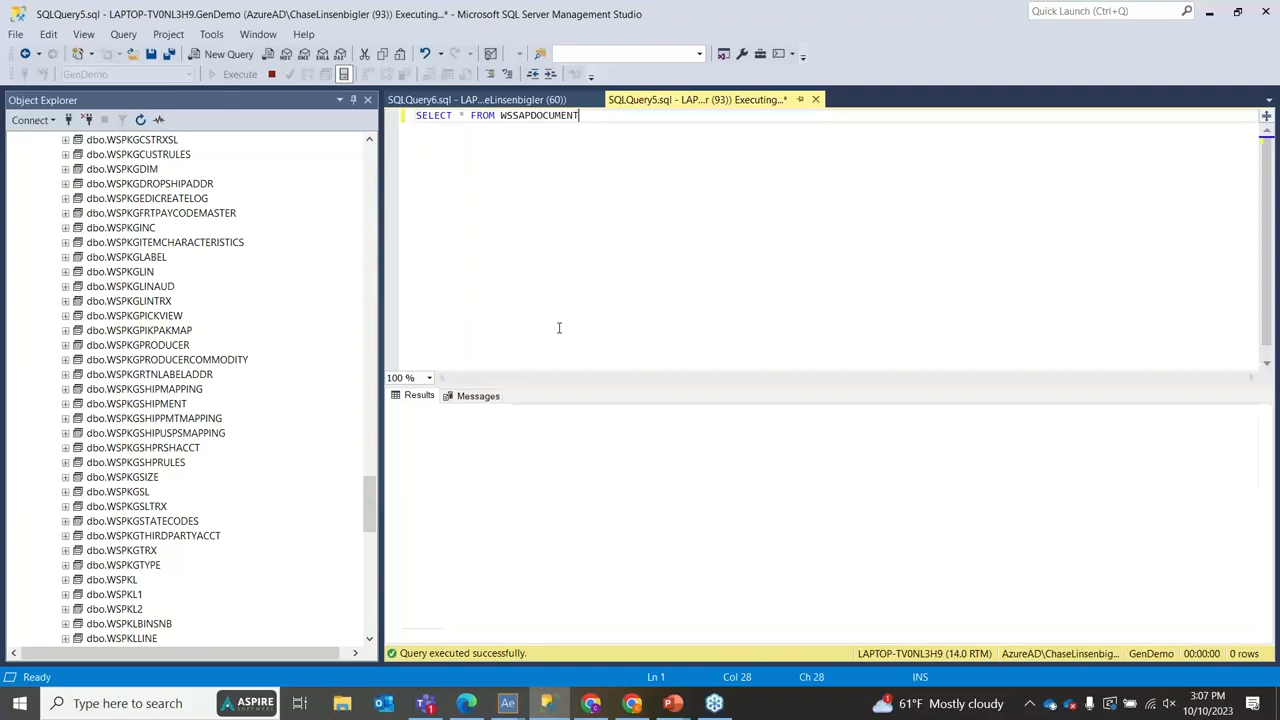 SQLQuery5.sql - LAPTOP-TV0NL3H9.GenDemo (AzureAD\ChaseLinsenbigler (93)) Executing...* - Microsoft SQL Server Management Studio
Quick Launch (Ctrl+Q)
File Edit View Query Project Tools Window Help
New Query
MDX DMX XMLA DAX
GenDemo Execute
Object Explorer
SQLQuery6.sql - LAP...eLinsenbigler (60))
SQLQuery5.sql - LAP...r (93)) Executing...*
Connect
SELECT * FROM WSSAPDOCUMENT
dbo.WSPKGCSTRXSL
dbo.WSPKGCUSTRULES
dbo.WSPKGDIM
dbo.WSPKGDROPSHIPADDR
dbo.WSPKGEDICREATELOG
dbo.WSPKGFRTPAYCODEMASTER
dbo.WSPKGINC
dbo.WSPKGITEMCHARACTERISTICS
dbo.WSPKGLABEL
dbo.WSPKGLIN
dbo.WSPKGLINAUD
dbo.WSPKGLINTRX
dbo.WSPKGPICKVIEW
dbo.WSPKGPIKPAKMAP
dbo.WSPKGPRODUCER
dbo.WSPKGPRODUCERCOMMODITY
dbo.WSPKGRTNLABELADDR
dbo.WSPKGSHIPMAPPING
dbo.WSPKGSHIPMENT
dbo.WSPKGSHIPPMTMAPPING
dbo.WSPKGSHIPUSPSMAPPING
dbo.WSPKGSHPRSHACCT
dbo.WSPKGSHPRULES
dbo.WSPKGSIZE
dbo.WSPKGSL
dbo.WSPKGSLTRX
dbo.WSPKGSTATECODES
dbo.WSPKGTHIRDPARTYACCT
dbo.WSPKGTRX
dbo.WSPKGTYPE
dbo.WSPKL
dbo.WSPKL1
dbo.WSPKL2
dbo.WSPKLBINSNB
dbo.WSPKLLINE
100 %
Results Messages
Query executed successfully.
LAPTOP-TV0NL3H9 (14.0 RTM) AzureAD\ChaseLinsenbig... GenDemo 00:00:00 0 rows
Ready Ln 1 Col 28 Ch 28 INS
Type here to search
ASPIRE
Ae
61°F Mostly cloudy
3:07 PM
10/10/2023